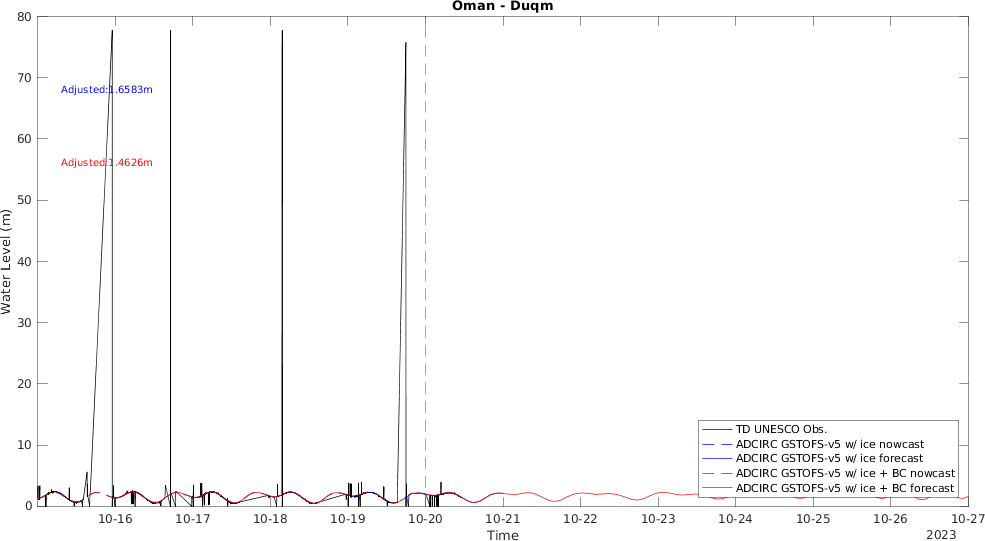 Oman - Duqm
80
70
60
50
40
30
20
10
0
Water Level (m)
Adjusted:1.6583m
Adjusted:1.4626m
TD UNESCO Obs.
ADCIRC GSTOFS-v5 w/ ice nowcast
ADCIRC GSTOFS-v5 w/ ice forecast
ADCIRC GSTOFS-v5 w/ ice + BC nowcast
ADCIRC GSTOFS-v5 w/ ice + BC forecast
10-16 10-17 10-18 10-19 10-20 10-21 10-22 10-23 10-24 10-25 10-26 10-27
Time
2023